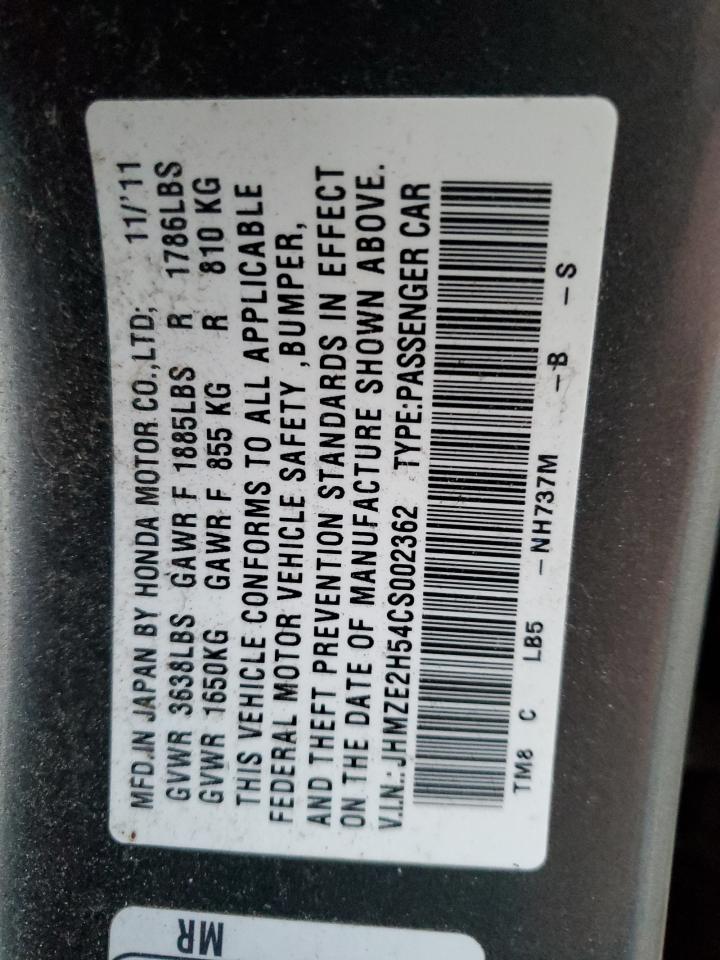 MFD.IN JAPAN BY HONDA MOTOR CO.,LTD; 11/'11
GVWR 3638LBS GAWR F 1885LBS R 1786LBS
GVWR 1650KG GAWR F 855 KG R 810 KG
THIS VEHICLE CONFORMS TO ALL APPLICABLE
FEDERAL MOTOR VEHICLE SAFETY ,BUMPER,
AND THEFT PREVENTION STANDARDS IN EFFECT
ON THE DATE OF MANUFACTURE SHOWN ABOVE.
V.I.N.: JHMZE2H54CS002362 TYPE:PASSENGER CAR
TM8 C LB5 -NH737M -B -S
MR